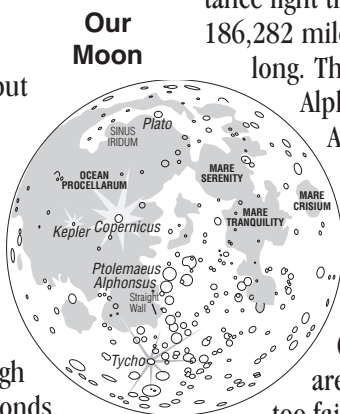 Our
Moon
tance light
186,282 mile
long. Th
Alph
A
out
Plato
SINUS
IRIDUM
OCEAN
PROCELLARUM
MARE
SERENITY
MARE
CRISIUM
MARE
TRANQUILITY
Kepler Copernicus
Ptolemaeus
Alphonsus
Straight
Wall
Tycho
gh
onds
are
too fai